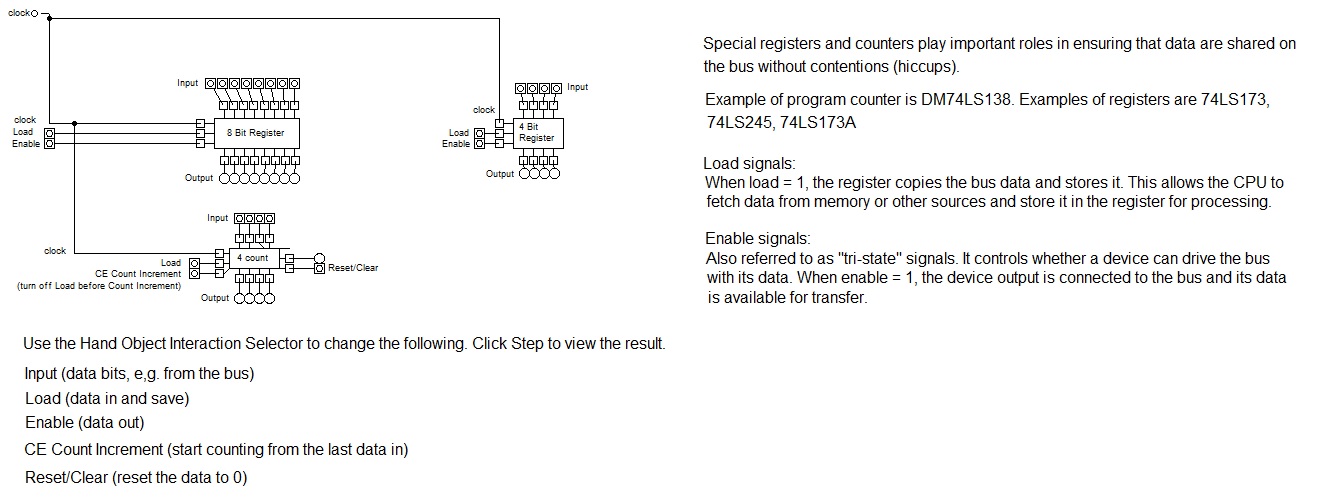 clock
Input
clock
Load
Enable
8 Bit Register
Output
Input
clock
Load
Enable
4 Bit
Register
Output
Input
clock
Load
CE Count Increment
(turn off Load before Count Increment)
4 count
Reset/Clear
Output
Use the Hand Object Interaction Selector to change the following. Click Step to view the result.
Input (data bits, e,g. from the bus)
Load (data in and save)
Enable (data out)
CE Count Increment (start counting from the last data in)
Reset/Clear (reset the data to 0)
Special registers and counters play important roles in ensuring that data are shared on
the bus without contentions (hiccups).
Example of program counter is DM74LS138. Examples of registers are 74LS173,
74LS245, 74LS173A
Load signals:
When load = 1, the register copies the bus data and stores it. This allows the CPU to
fetch data from memory or other sources and store it in the register for processing.
Enable signals:
Also referred to as "tri-state" signals. It controls whether a device can drive the bus
with its data. When enable = 1, the device output is connected to the bus and its data
is available for transfer.